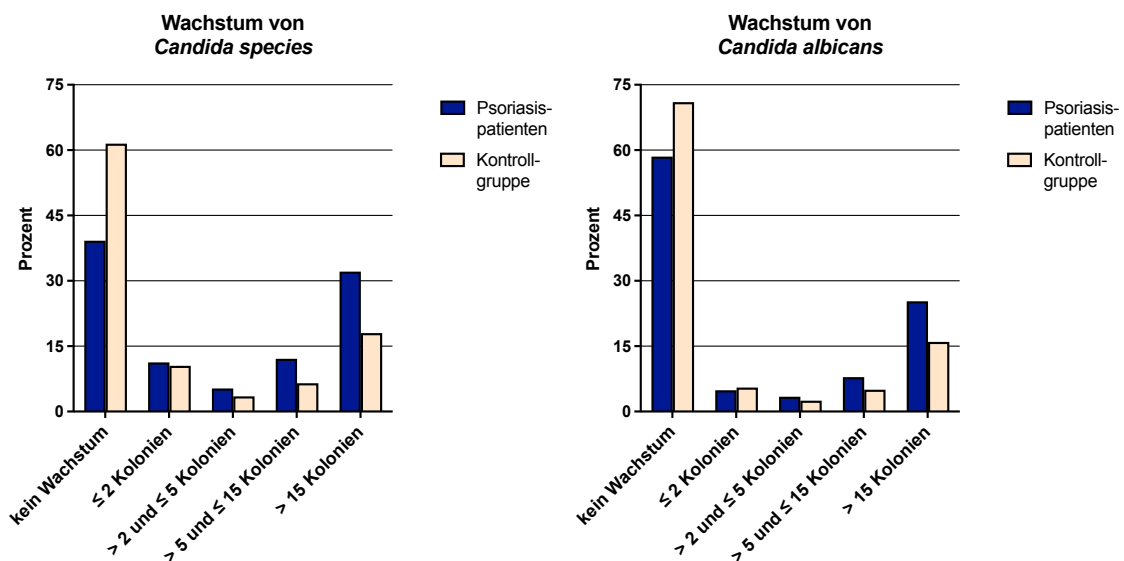 Wachstum von
Candida species
Prozent
75
60
45
30
15
0
kein Wachstum
≤ 2 Kolonien
> 2 und ≤ 5 Kolonien
> 5 und ≤ 15 Kolonien
> 15 Kolonien
Psoriasis-
patienten
Kontroll-
gruppe
Wachstum von
Candida albicans
Prozent
75
60
45
30
15
0
kein Wachstum
≤ 2 Kolonien
> 2 und ≤ 5 Kolonien
> 5 und ≤ 15 Kolonien
> 15 Kolonien
Psoriasis-
patienten
Kontroll-
gruppe